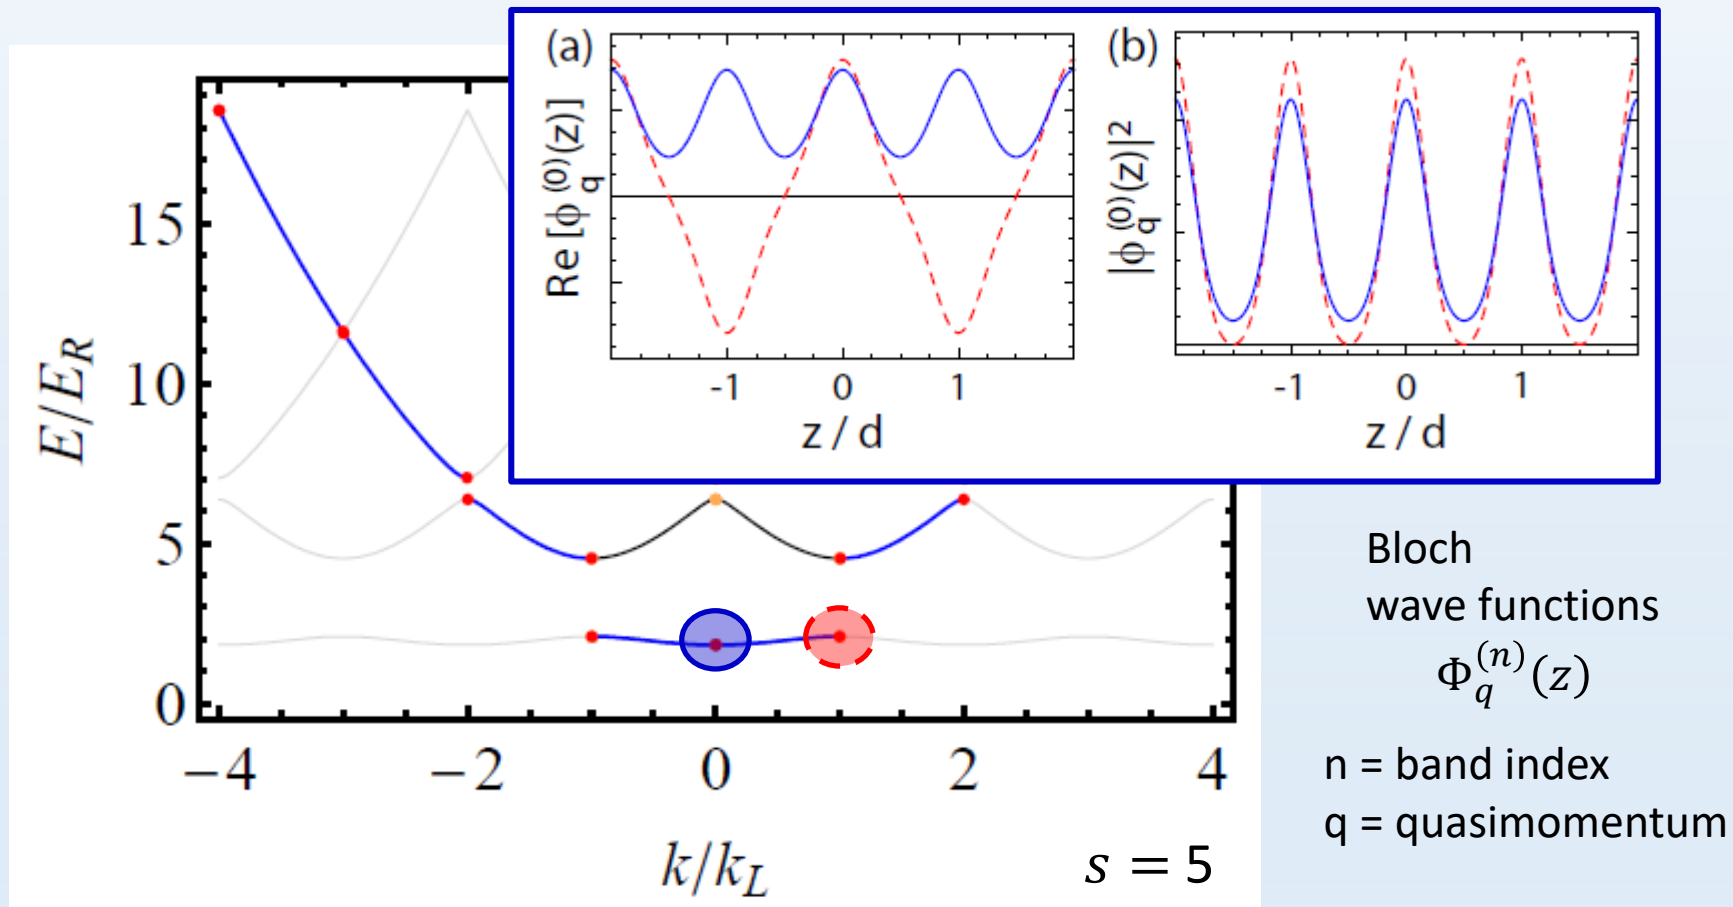 (a)
Re [ϕ_q^(0)(z)]
-1 0 1
z / d
(b)
|ϕ_q^(0)(z)|²
-1 0 1
z / d
E/E_R
15
10
5
0
−4 −2 0 2 4
k/k_L
s = 5
Bloch
wave functions
Φ_q^(n)(z)
n = band index
q = quasimomentum